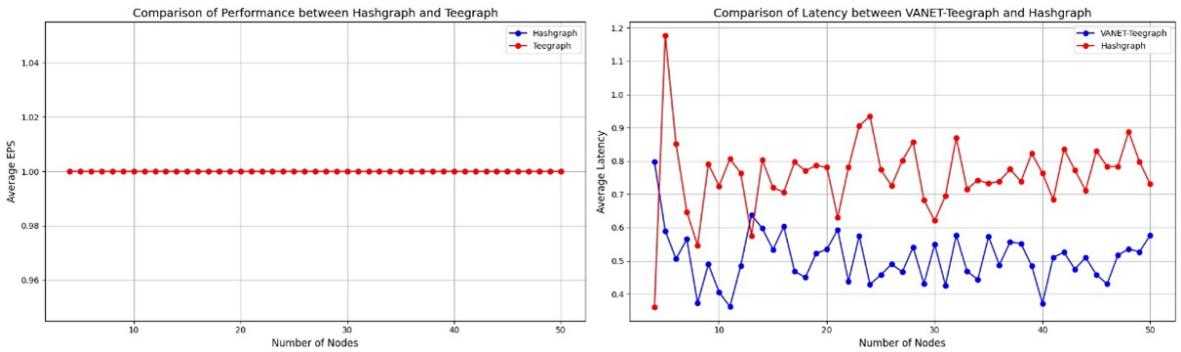 Comparison of Performance between Hashgraph and Teegraph
Hashgraph
Teegraph
1.04
1.02
1.00
0.98
0.96
Average EPS
10
20
30
40
50
Number of Nodes
Comparison of Latency between VANET-Teegraph and Hashgraph
VANET-Teegraph
Hashgraph
1.2
1.1
1.0
0.9
0.8
0.7
0.6
0.5
0.4
Average Latency
10
20
30
40
50
Number of Nodes